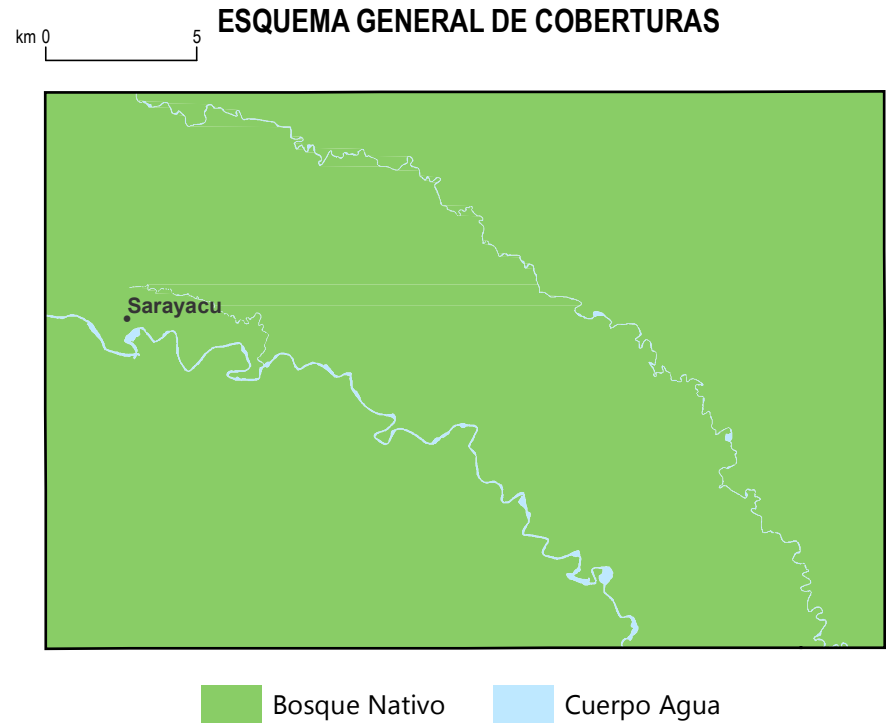 ESQUEMA GENERAL DE COBERTURAS
km 0 5
Sarayacu
Bosque Nativo
Cuerpo Agua